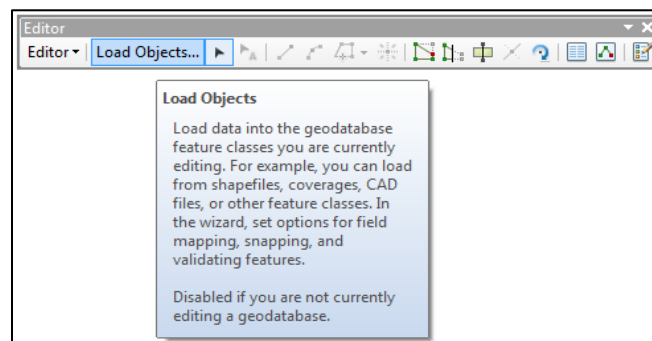 Editor
Editor Load Objects...
Load Objects
Load data into the geodatabase
feature classes you are currently
editing. For example, you can load
from shapefiles, coverages, CAD
files, or other feature classes. In
the wizard, set options for field
mapping, snapping, and
validating features.
Disabled if you are not currently
editing a geodatabase.